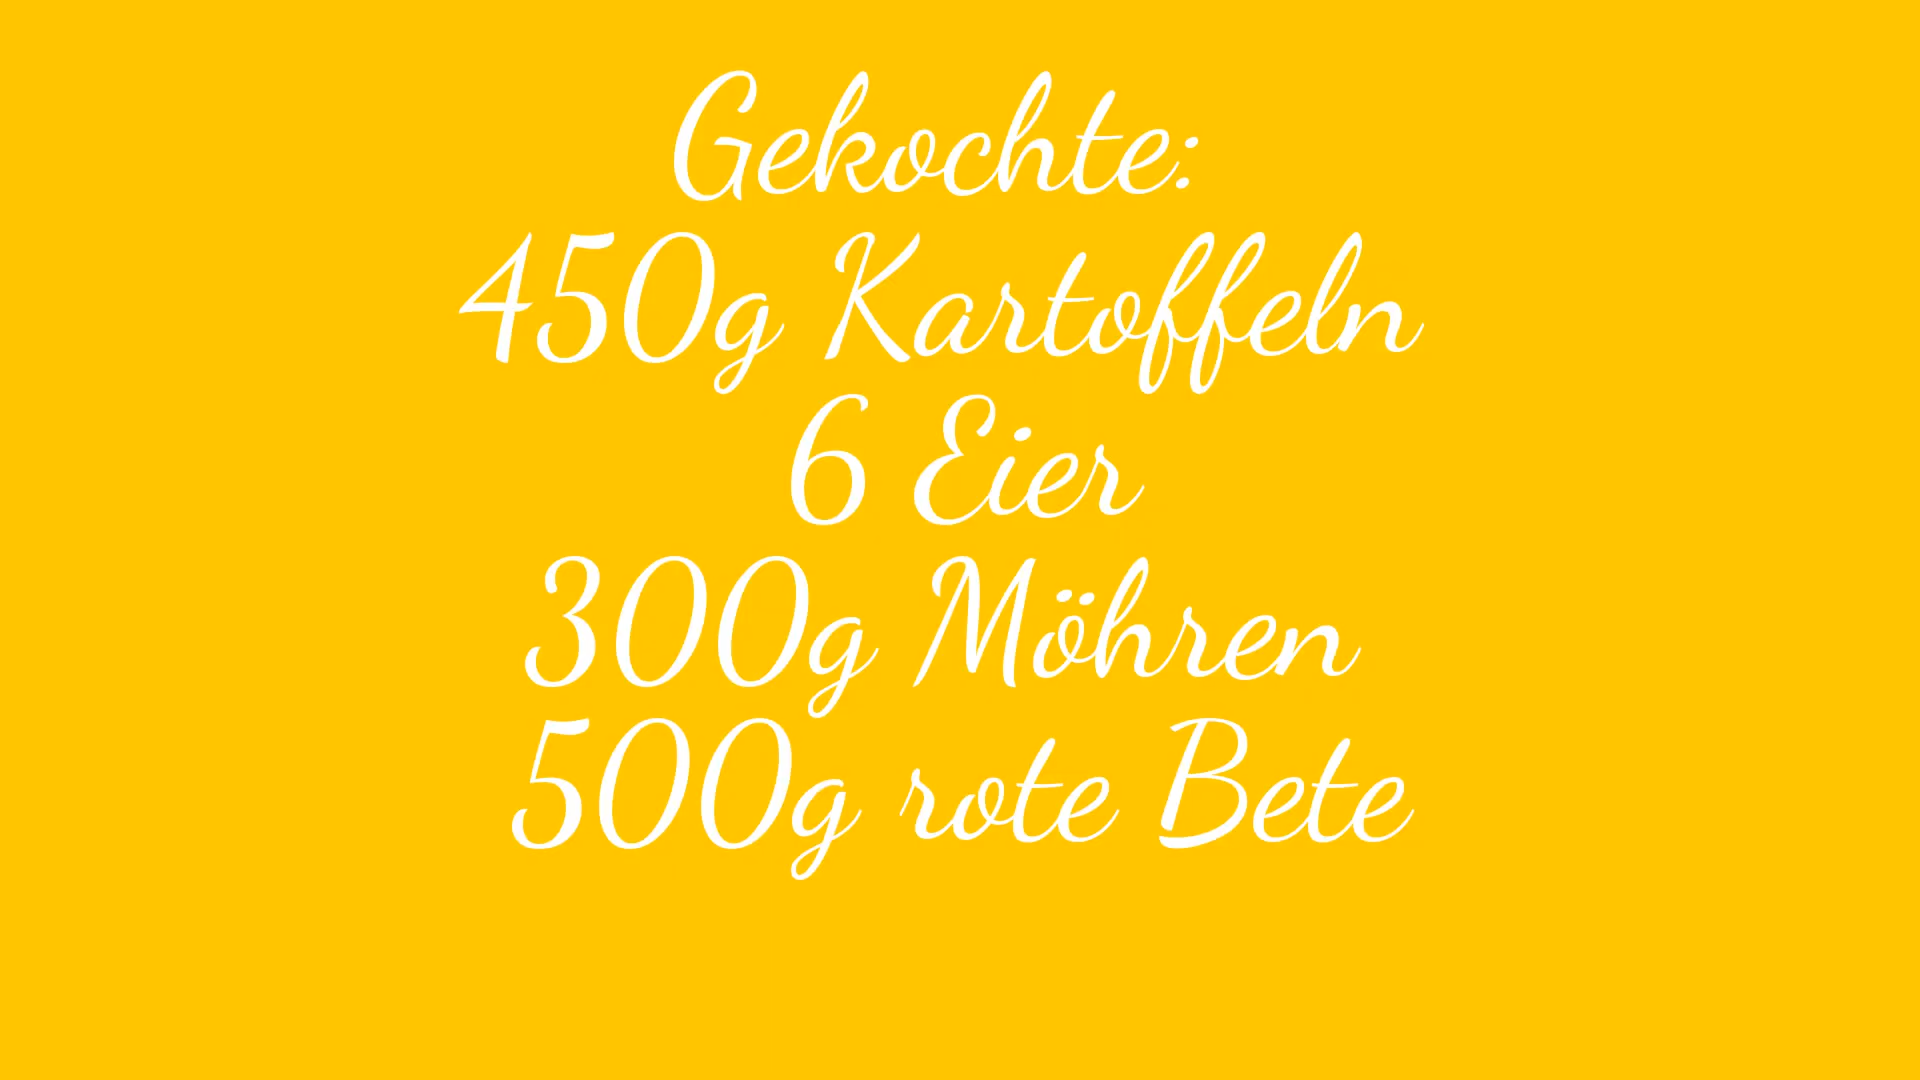 Gekochte:
450g Kartoffeln
6 Eier
300g Möhren
500g rote Bete